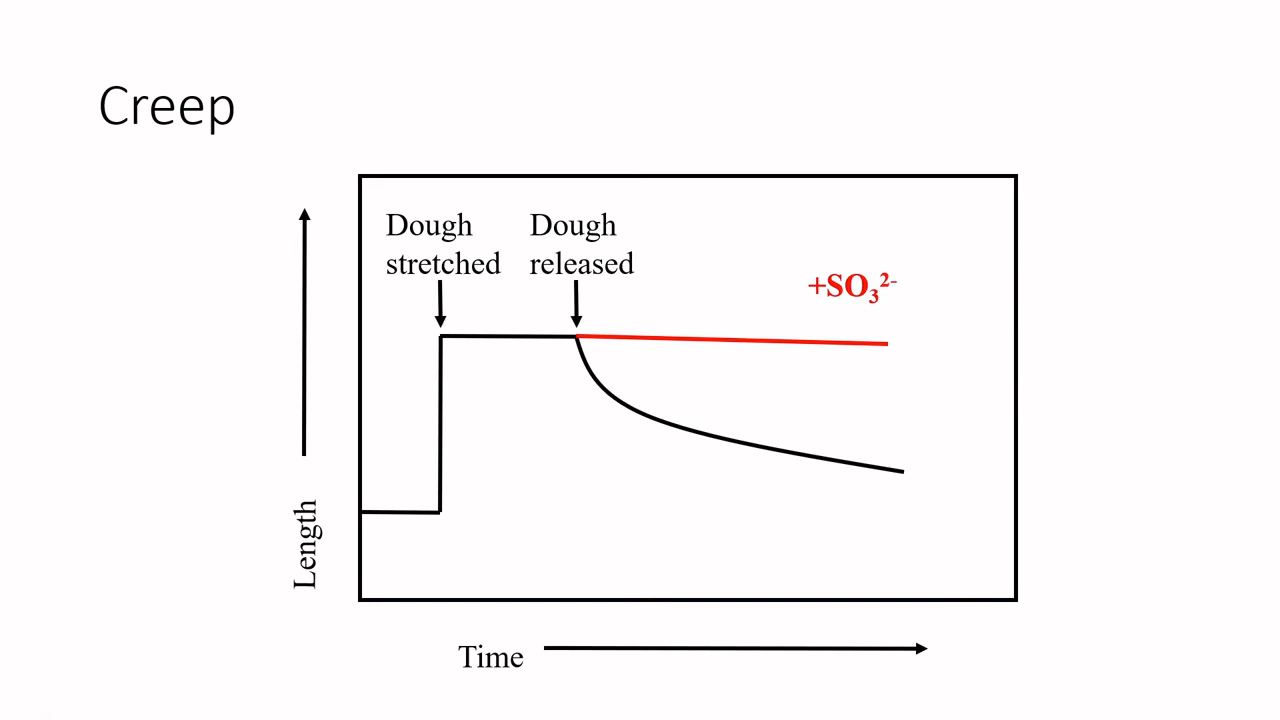 Creep
Dough
stretched
Dough
released
+SO₃²⁻
Length
Time